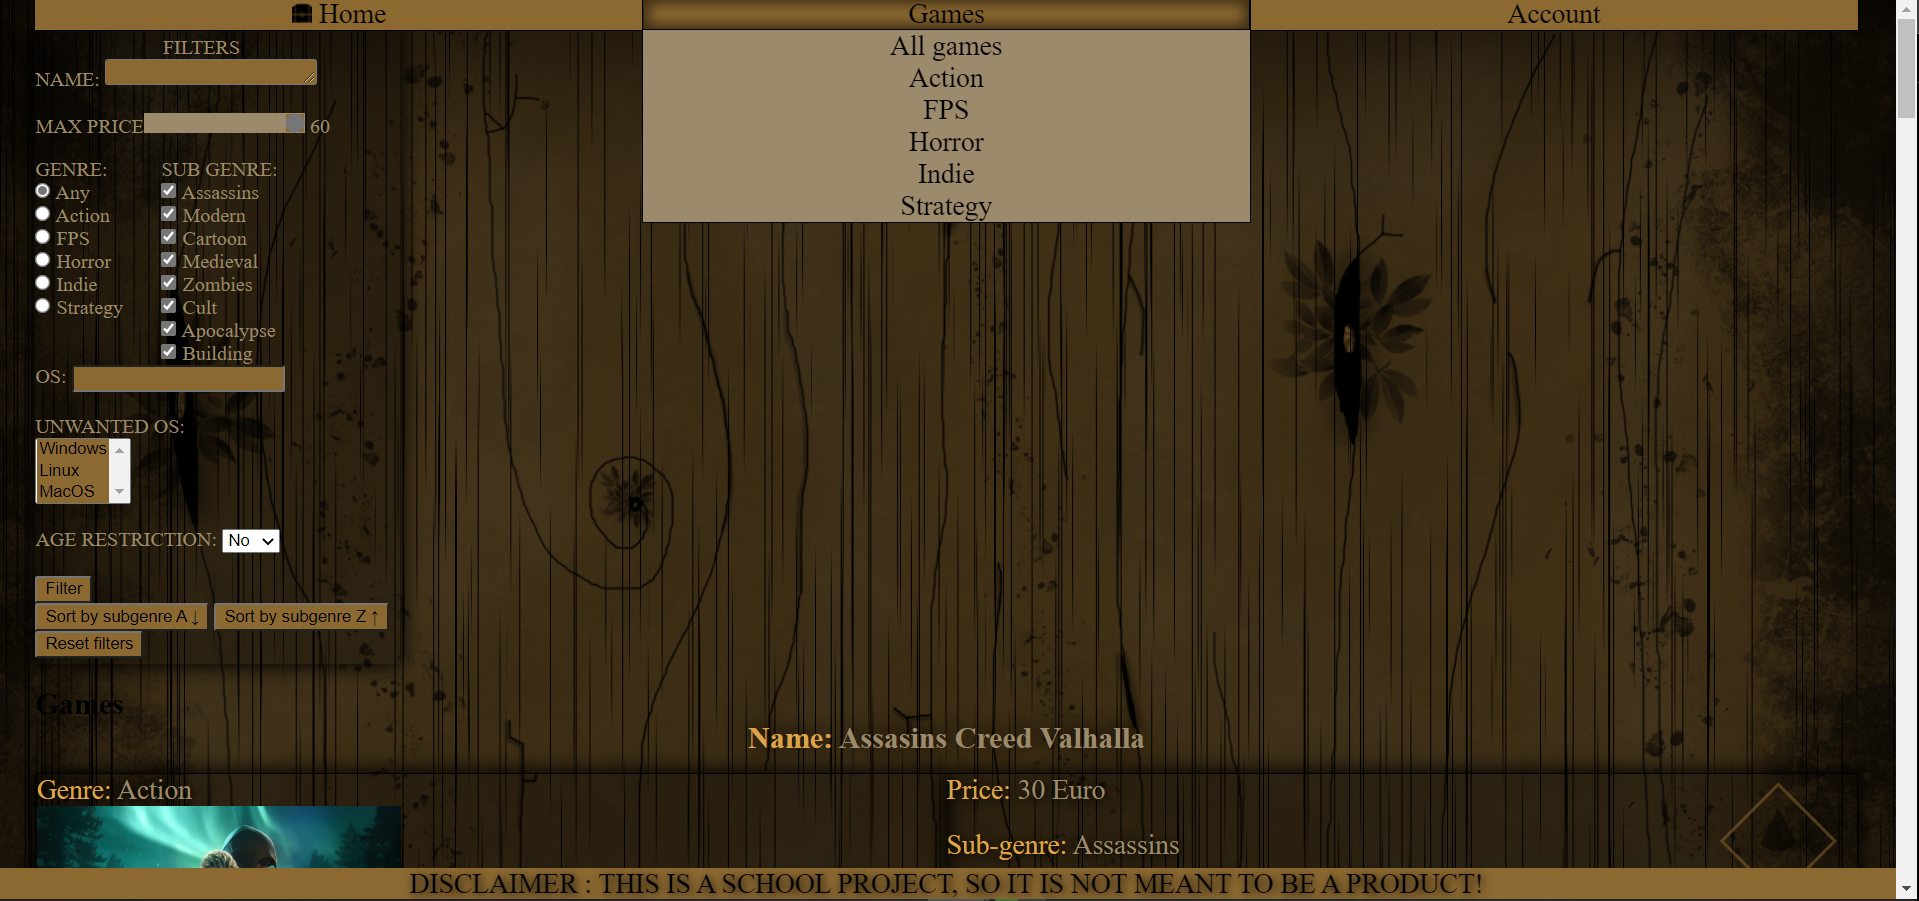 Home
Games
Account
All games
Action
FPS
Horror
Indie
Strategy
FILTERS
NAME:
MAX PRICE 60
GENRE:
Any
Action
FPS
Horror
Indie
Strategy
SUB GENRE:
Assassins
Modern
Cartoon
Medieval
Zombies
Cult
Apocalypse
Building
OS:
UNWANTED OS:
Windows
Linux
MacOS
AGE RESTRICTION: No
Filter
Sort by subgenre A ↓
Sort by subgenre Z ↑
Reset filters
Games
Name: Assasins Creed Valhalla
Genre: Action
Price: 30 Euro
Sub-genre: Assassins
DISCLAIMER : THIS IS A SCHOOL PROJECT, SO IT IS NOT MEANT TO BE A PRODUCT!